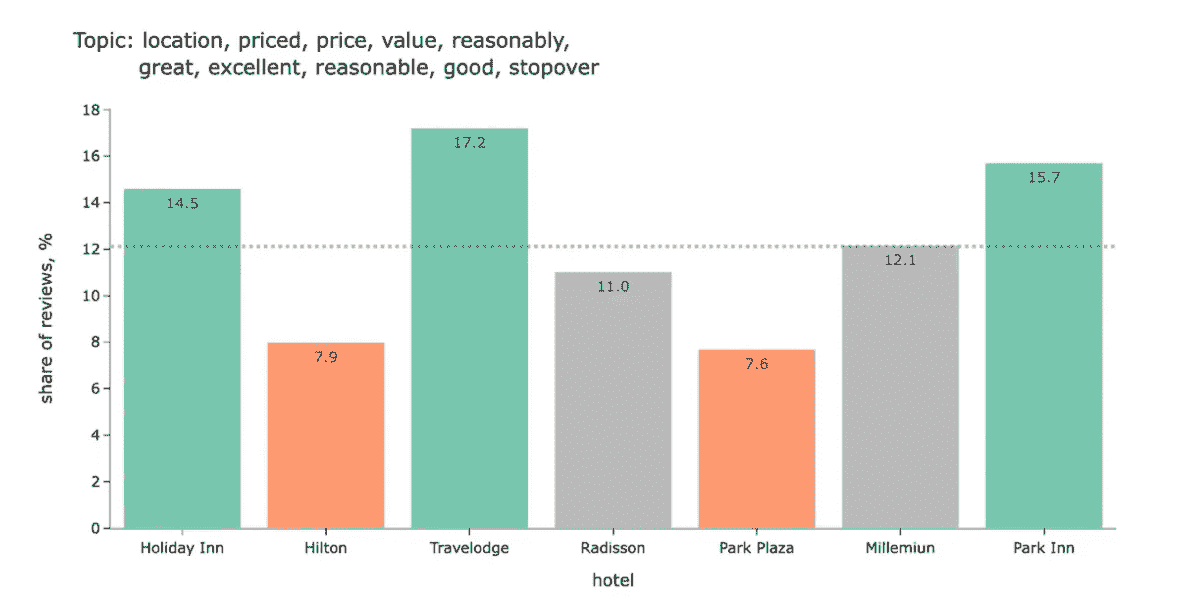 Topic: location, priced, price, value, reasonably,
great, excellent, reasonable, good, stopover
18
16
14
12
10
8
6
4
2
0
share of reviews, %
14.5
7.9
17.2
11.0
7.6
12.1
15.7
Holiday Inn
Hilton
Travelodge
Radisson
Park Plaza
Millemiun
Park Inn
hotel